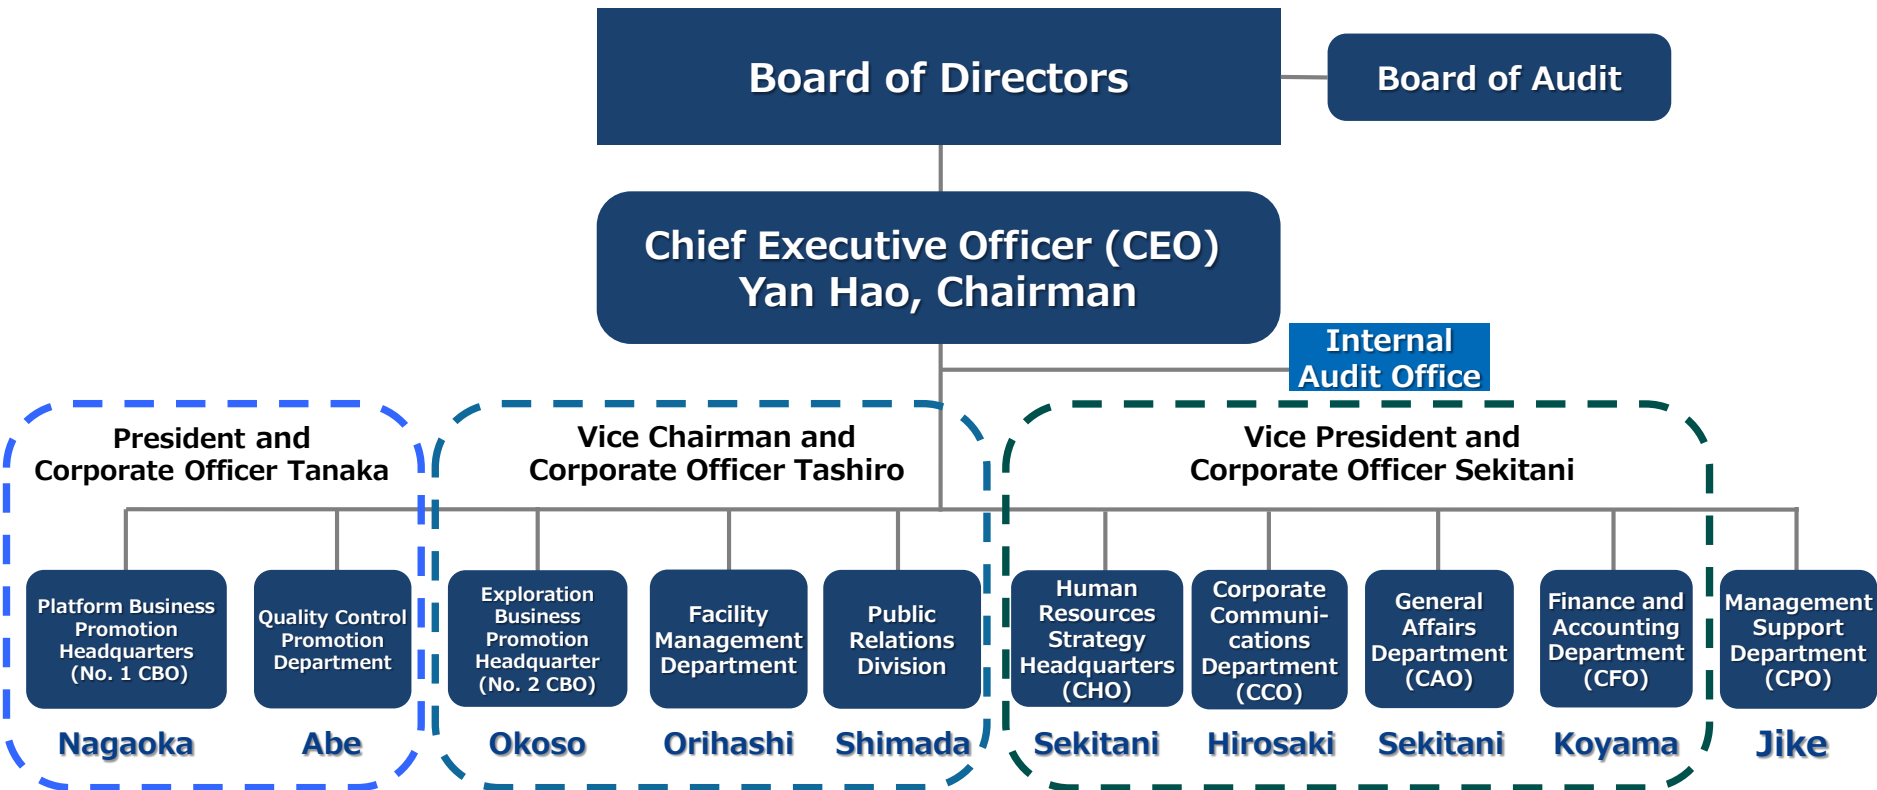 Board of Directors
Board of Audit
Chief Executive Officer (CEO)
Yan Hao, Chairman
Internal
Audit Office
President and
Corporate Officer Tanaka
Vice Chairman and
Corporate Officer Tashiro
Vice President and
Corporate Officer Sekitani
Platform Business
Promotion
Headquarters
(No. 1 CBO)
Quality Control
Promotion
Department
Exploration
Business
Promotion
Headquarter
(No. 2 CBO)
Facility
Management
Department
Public
Relations
Division
Human
Resources
Strategy
Headquarters
(CHO)
Corporate
Communi-
cations
Department
(CCO)
General
Affairs
Department
(CAO)
Finance and
Accounting
Department
(CFO)
Management
Support
Department
(CPO)
Nagaoka
Abe
Okoso
Orihashi
Shimada
Sekitani
Hirosaki
Sekitani
Koyama
Jike